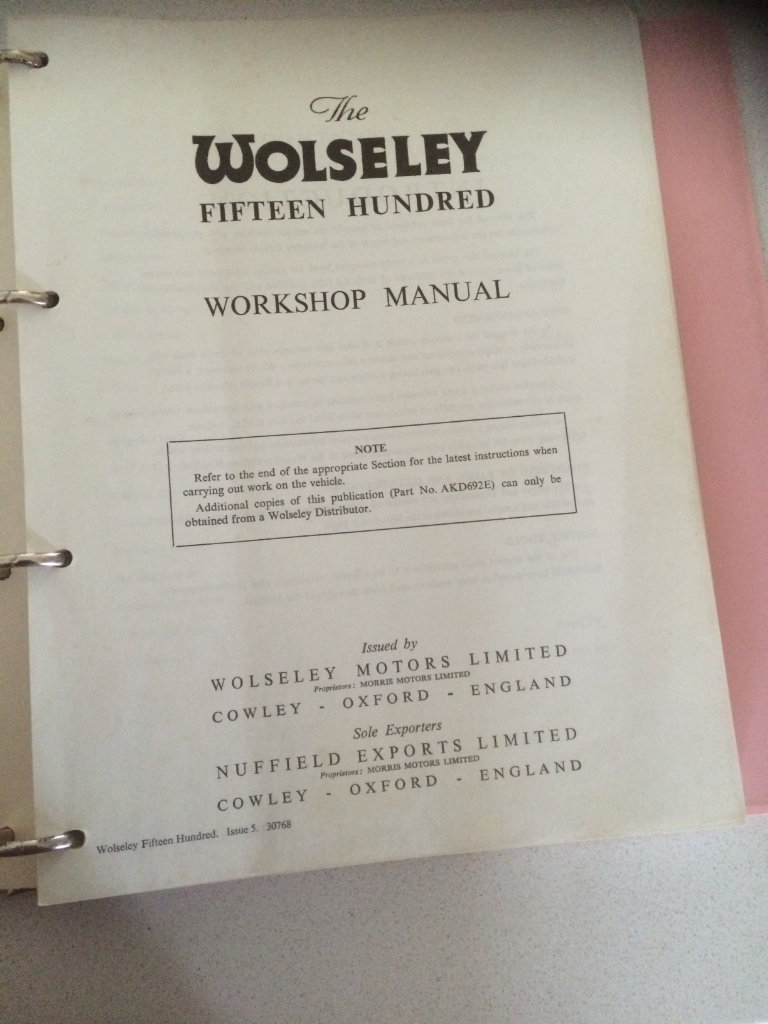 The
WOLSELEY
FIFTEEN HUNDRED
WORKSHOP MANUAL
NOTE
Refer to the end of the appropriate Section for the latest instructions when
carrying out work on the vehicle.
Additional copies of this publication (Part No. AKD692E) can only be
obtained from a Wolseley Distributor.
Issued by
WOLSELEY MOTORS LIMITED
Proprietors: MORRIS MOTORS LIMITED
COWLEY - OXFORD - ENGLAND
Sole Exporters
NUFFIELD EXPORTS LIMITED
Proprietors: MORRIS MOTORS LIMITED
COWLEY - OXFORD - ENGLAND
Wolseley Fifteen Hundred. Issue 5. 30768